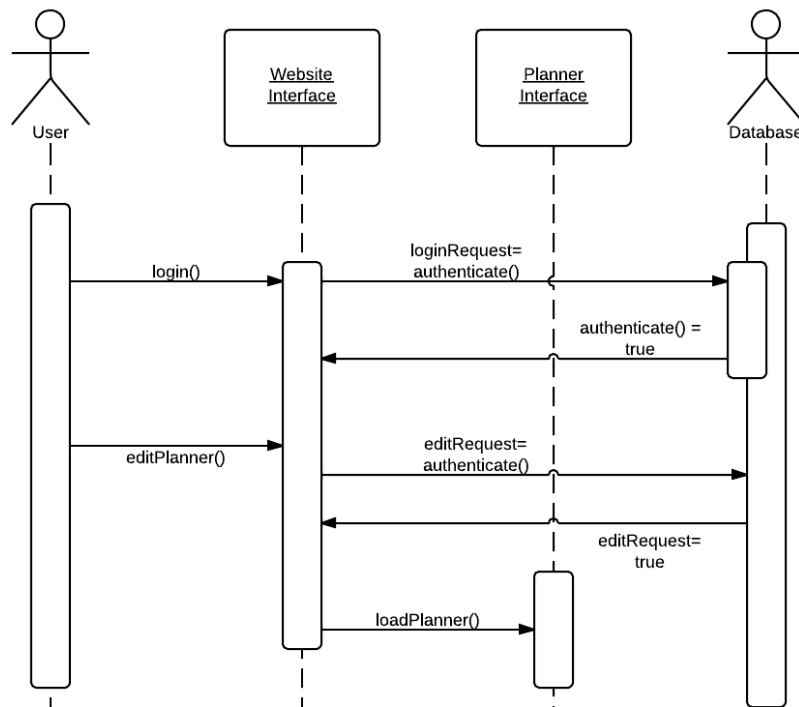 Website
Interface
Planner
Interface
User
Database
login()
loginRequest=
authenticate()
authenticate() =
true
editPlanner()
editRequest=
authenticate()
editRequest=
true
loadPlanner()